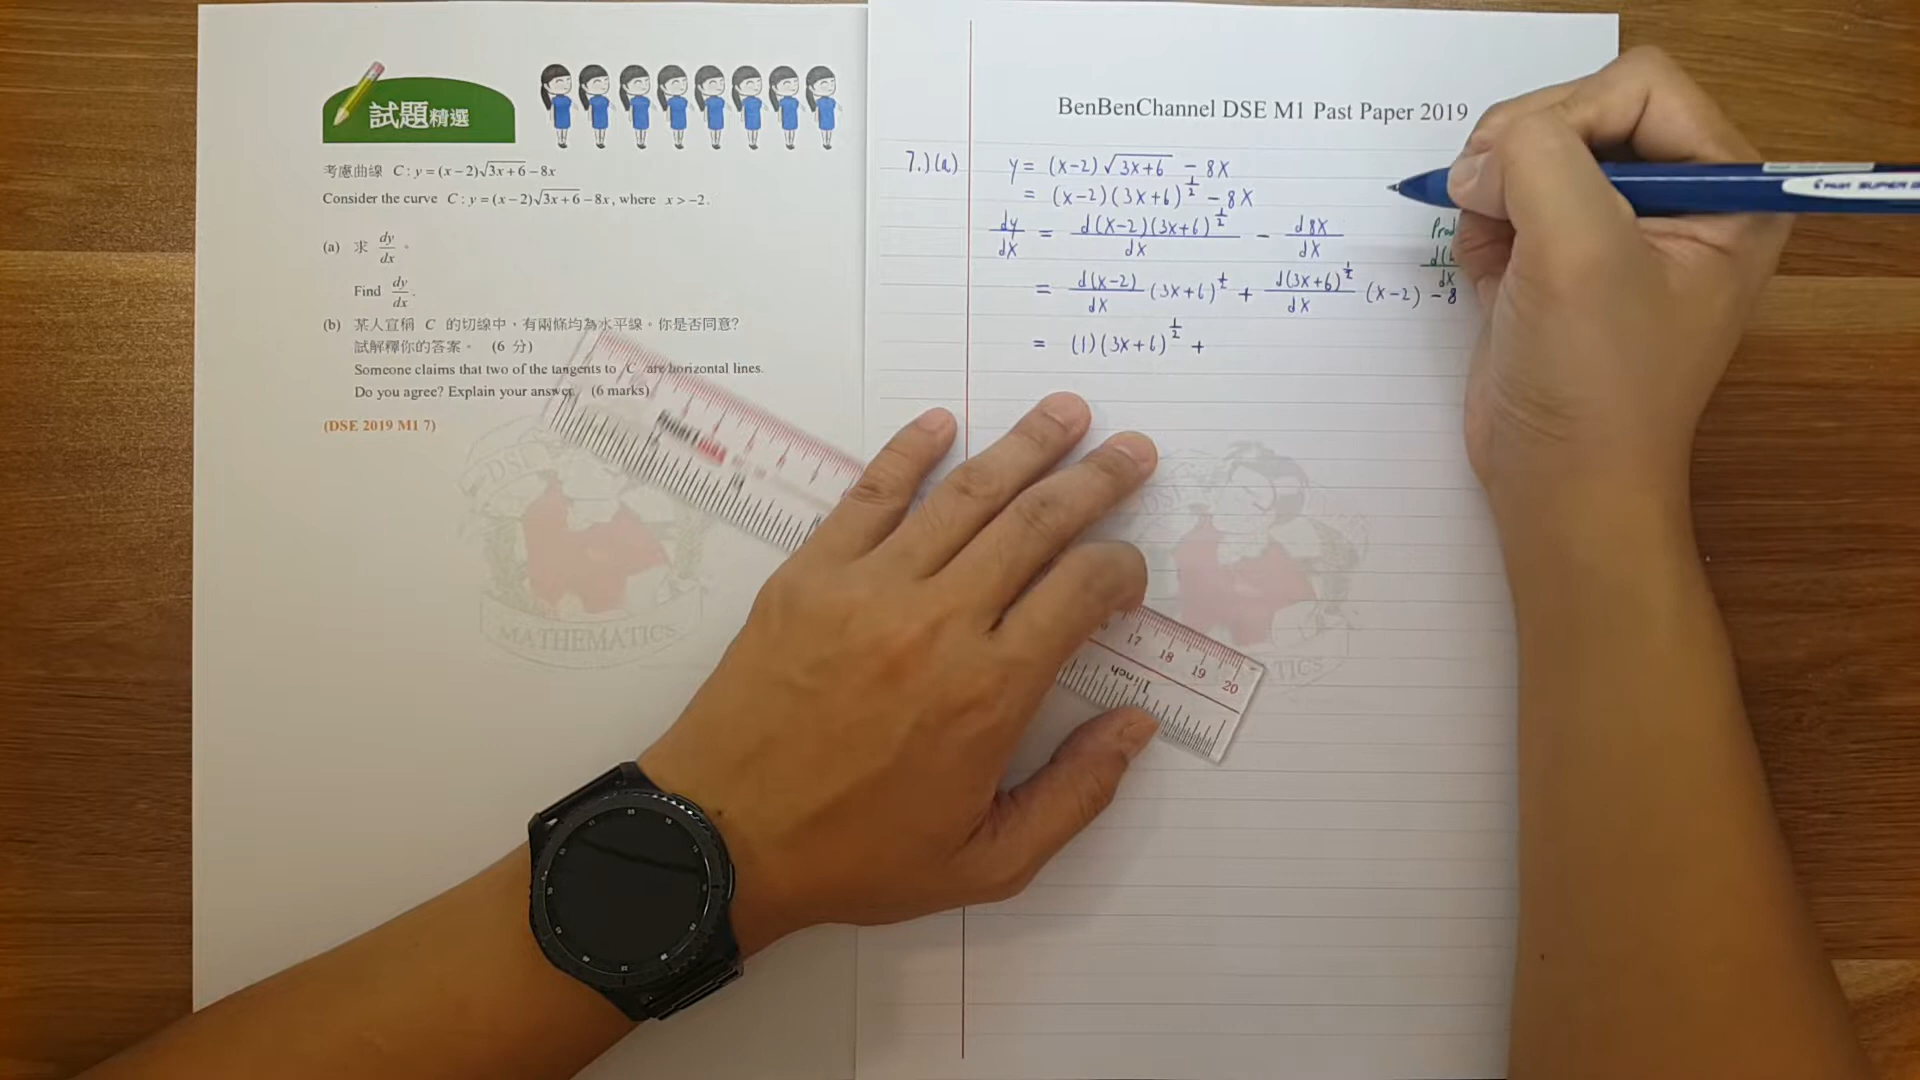 試題精選
考慮曲線 C : y = (x − 2)√(3x + 6) − 8x
Consider the curve C : y = (x − 2)√(3x + 6) − 8x, where x > −2.
(a) 求 dy/dx 。
Find dy/dx.
(b) 某人宣稱 C 的切線中，有兩條均為水平線。你是否同意?
試解釋你的答案。 (6 分)
Someone claims that two of the tangents to C are horizontal lines.
Do you agree? Explain your answer. (6 marks)
(DSE 2019 M1 7)
MATHEMATICS
BenBenChannel DSE M1 Past Paper 2019
7.)(a) y = (x−2)√(3x+6) − 8x
= (x−2)(3x+6)^(1/2) − 8x
dy/dx = d(x−2)(3x+6)^(1/2)/dx − d8x/dx
= d(x−2)/dx (3x+6)^(1/2) + d(3x+6)^(1/2)/dx (x−2) − 8
= (1)(3x+6)^(1/2) +
17 18 19 20
1inch